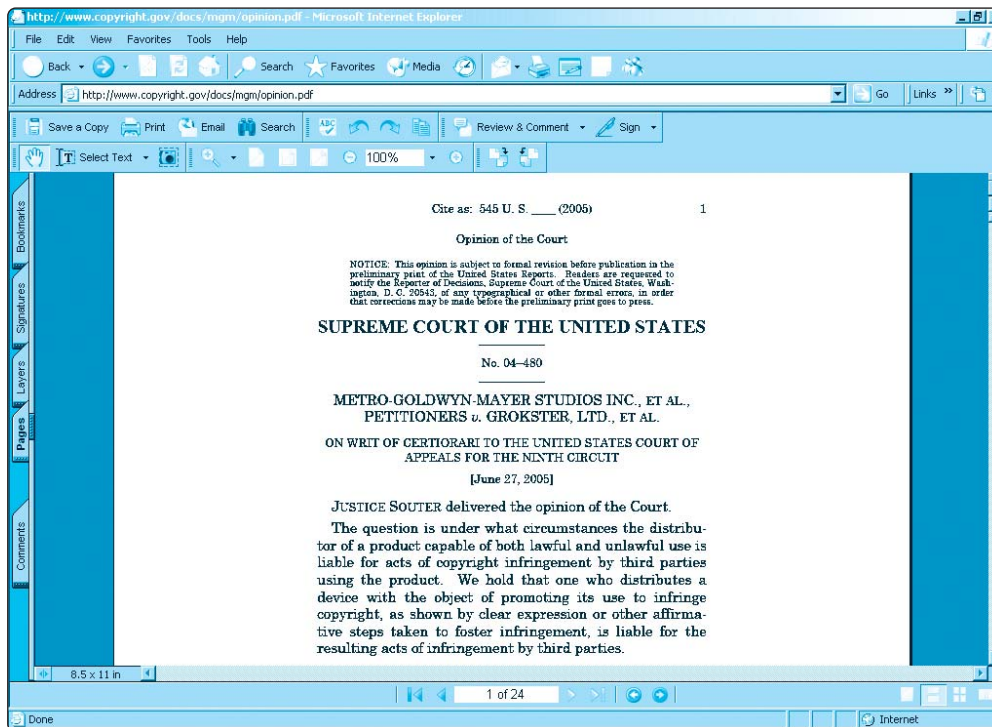 http://www.copyright.gov/docs/mgm/opinion.pdf - Microsoft Internet Explorer
File Edit View Favorites Tools Help
Back Search Favorites Media
Address http://www.copyright.gov/docs/mgm/opinion.pdf Go Links »
Save a Copy Print Email Search ABC Review & Comment Sign
T Select Text 100%
Bookmarks
Signatures
Layers
Pages
Comments
Cite as: 545 U. S. ____ (2005) 1
Opinion of the Court
NOTICE: This opinion is subject to formal revision before publication in the
preliminary print of the United States Reports. Readers are requested to
notify the Reporter of Decisions, Supreme Court of the United States, Wash-
ington, D. C. 20543, of any typographical or other formal errors, in order
that corrections may be made before the preliminary print goes to press.
SUPREME COURT OF THE UNITED STATES
No. 04–480
METRO-GOLDWYN-MAYER STUDIOS INC., ET AL.,
PETITIONERS v. GROKSTER, LTD., ET AL.
ON WRIT OF CERTIORARI TO THE UNITED STATES COURT OF
APPEALS FOR THE NINTH CIRCUIT
[June 27, 2005]
JUSTICE SOUTER delivered the opinion of the Court.
The question is under what circumstances the distribu-
tor of a product capable of both lawful and unlawful use is
liable for acts of copyright infringement by third parties
using the product. We hold that one who distributes a
device with the object of promoting its use to infringe
copyright, as shown by clear expression or other affirma-
tive steps taken to foster infringement, is liable for the
resulting acts of infringement by third parties.
8.5 x 11 in
1 of 24
Done Internet